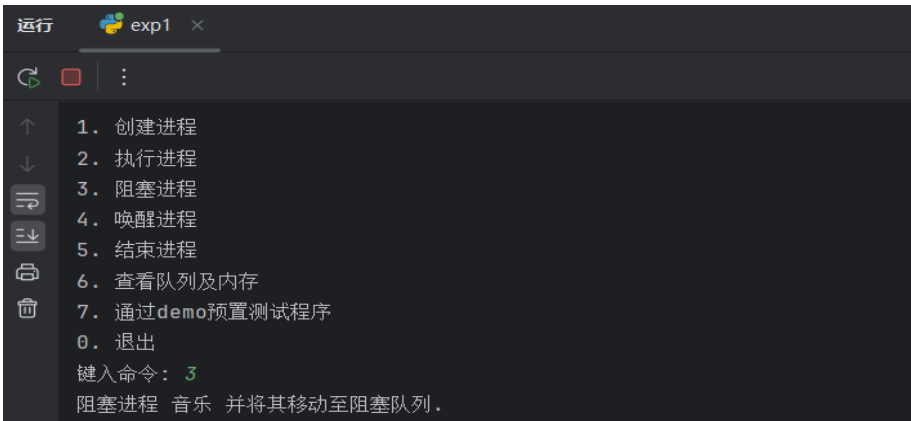 运行 exp1
1. 创建进程
2. 执行进程
3. 阻塞进程
4. 唤醒进程
5. 结束进程
6. 查看队列及内存
7. 通过demo预置测试程序
0. 退出
键入命令: 3
阻塞进程 音乐 并将其移动至阻塞队列.